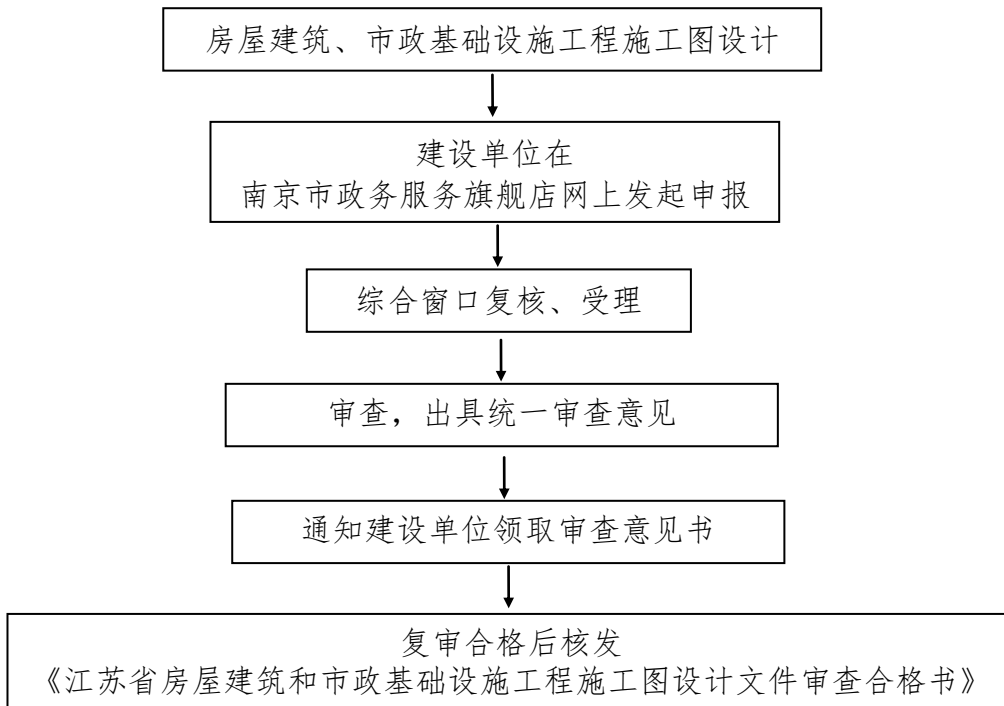 房屋建筑、市政基础设施工程施工图设计
建设单位在
南京市政务服务旗舰店网上发起申报
综合窗口复核、受理
审查，出具统一审查意见
通知建设单位领取审查意见书
复审合格后核发
《江苏省房屋建筑和市政基础设施工程施工图设计文件审查合格书》